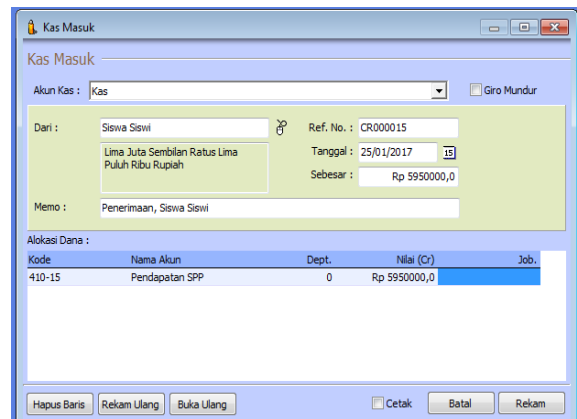 Kas Masuk
Kas Masuk
Akun Kas : Kas Giro Mundur
Dari : Siswa Siswi Ref. No. : CR000015
Lima Juta Sembilan Ratus Lima
Puluh Ribu Rupiah
Tanggal : 25/01/2017 15
Sebesar : Rp 5950000,0
Memo : Penerimaan, Siswa Siswi
Alokasi Dana :
Kode Nama Akun Dept. Nilai (Cr) Job.
410-15 Pendapatan SPP 0 Rp 5950000,0
Hapus Baris Rekam Ulang Buka Ulang Cetak Batal Rekam